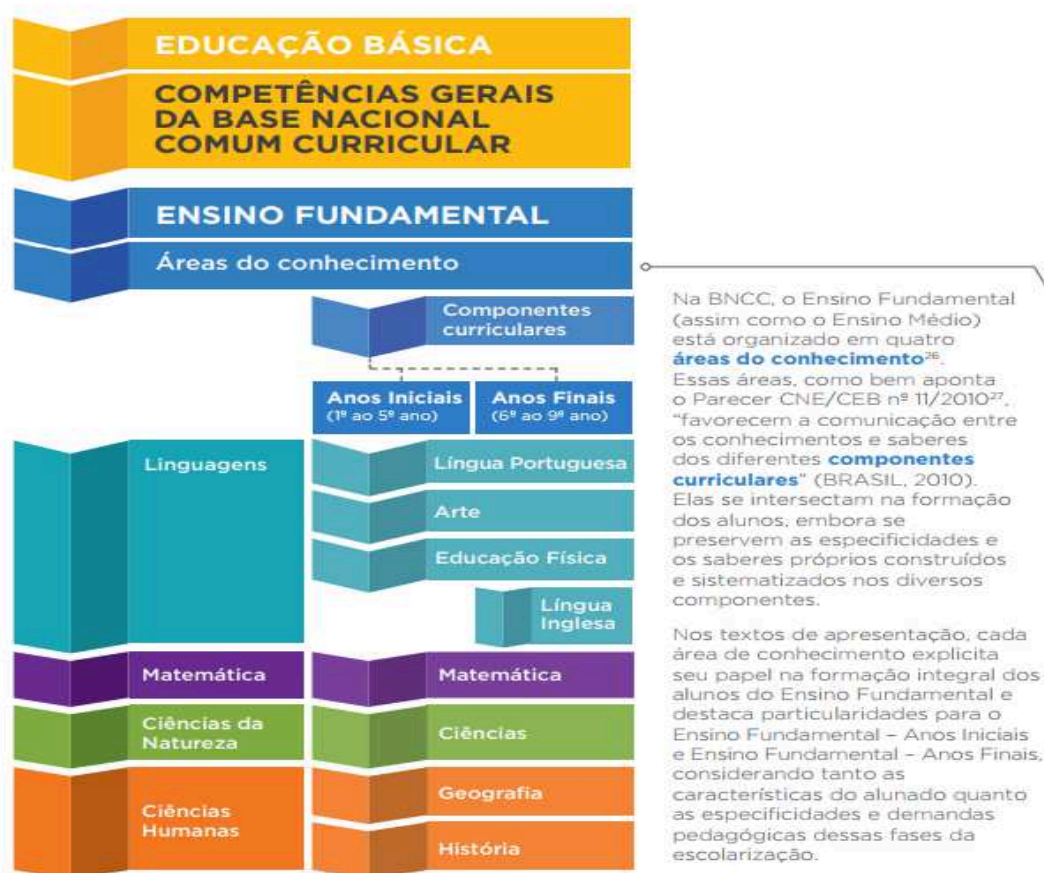 EDUCAÇÃO BÁSICA
COMPETÊNCIAS GERAIS
DA BASE NACIONAL
COMUM CURRICULAR
ENSINO FUNDAMENTAL
Áreas do conhecimento
Componentes
curriculares
Anos Iniciais
(1º ao 5º ano)
Anos Finais
(6º ao 9º ano)
Linguagens
Língua Portuguesa
Arte
Educação Física
Língua
Inglesa
Matemática
Matemática
Ciências da
Natureza
Ciências
Ciências
Humanas
Geografia
História
Na BNCC, o Ensino Fundamental
(assim como o Ensino Médio)
está organizado em quatro
áreas do conhecimento²⁶.
Essas áreas, como bem aponta
o Parecer CNE/CEB nº 11/2010²⁷,
“favorecem a comunicação entre
os conhecimentos e saberes
dos diferentes componentes
curriculares” (BRASIL, 2010).
Elas se intersectam na formação
dos alunos, embora se
preservem as especificidades e
os saberes próprios construídos
e sistematizados nos diversos
componentes.
Nos textos de apresentação, cada
área de conhecimento explicita
seu papel na formação integral dos
alunos do Ensino Fundamental e
destaca particularidades para o
Ensino Fundamental – Anos Iniciais
e Ensino Fundamental – Anos Finais,
considerando tanto as
características do alunado quanto
as especificidades e demandas
pedagógicas dessas fases da
escolarização.